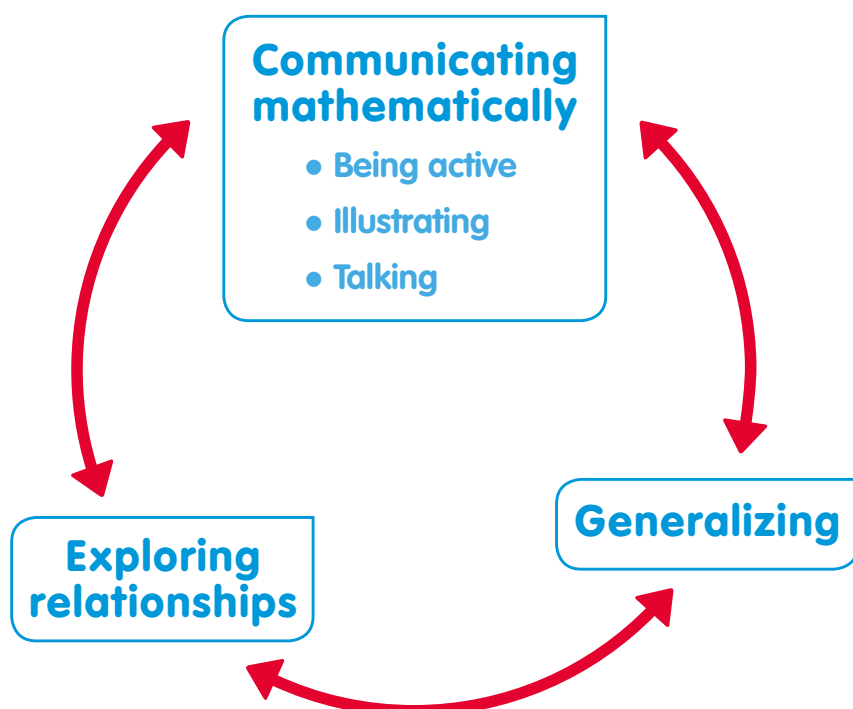 Communicating
mathematically
• Being active
• Illustrating
• Talking
Exploring
relationships
Generalizing